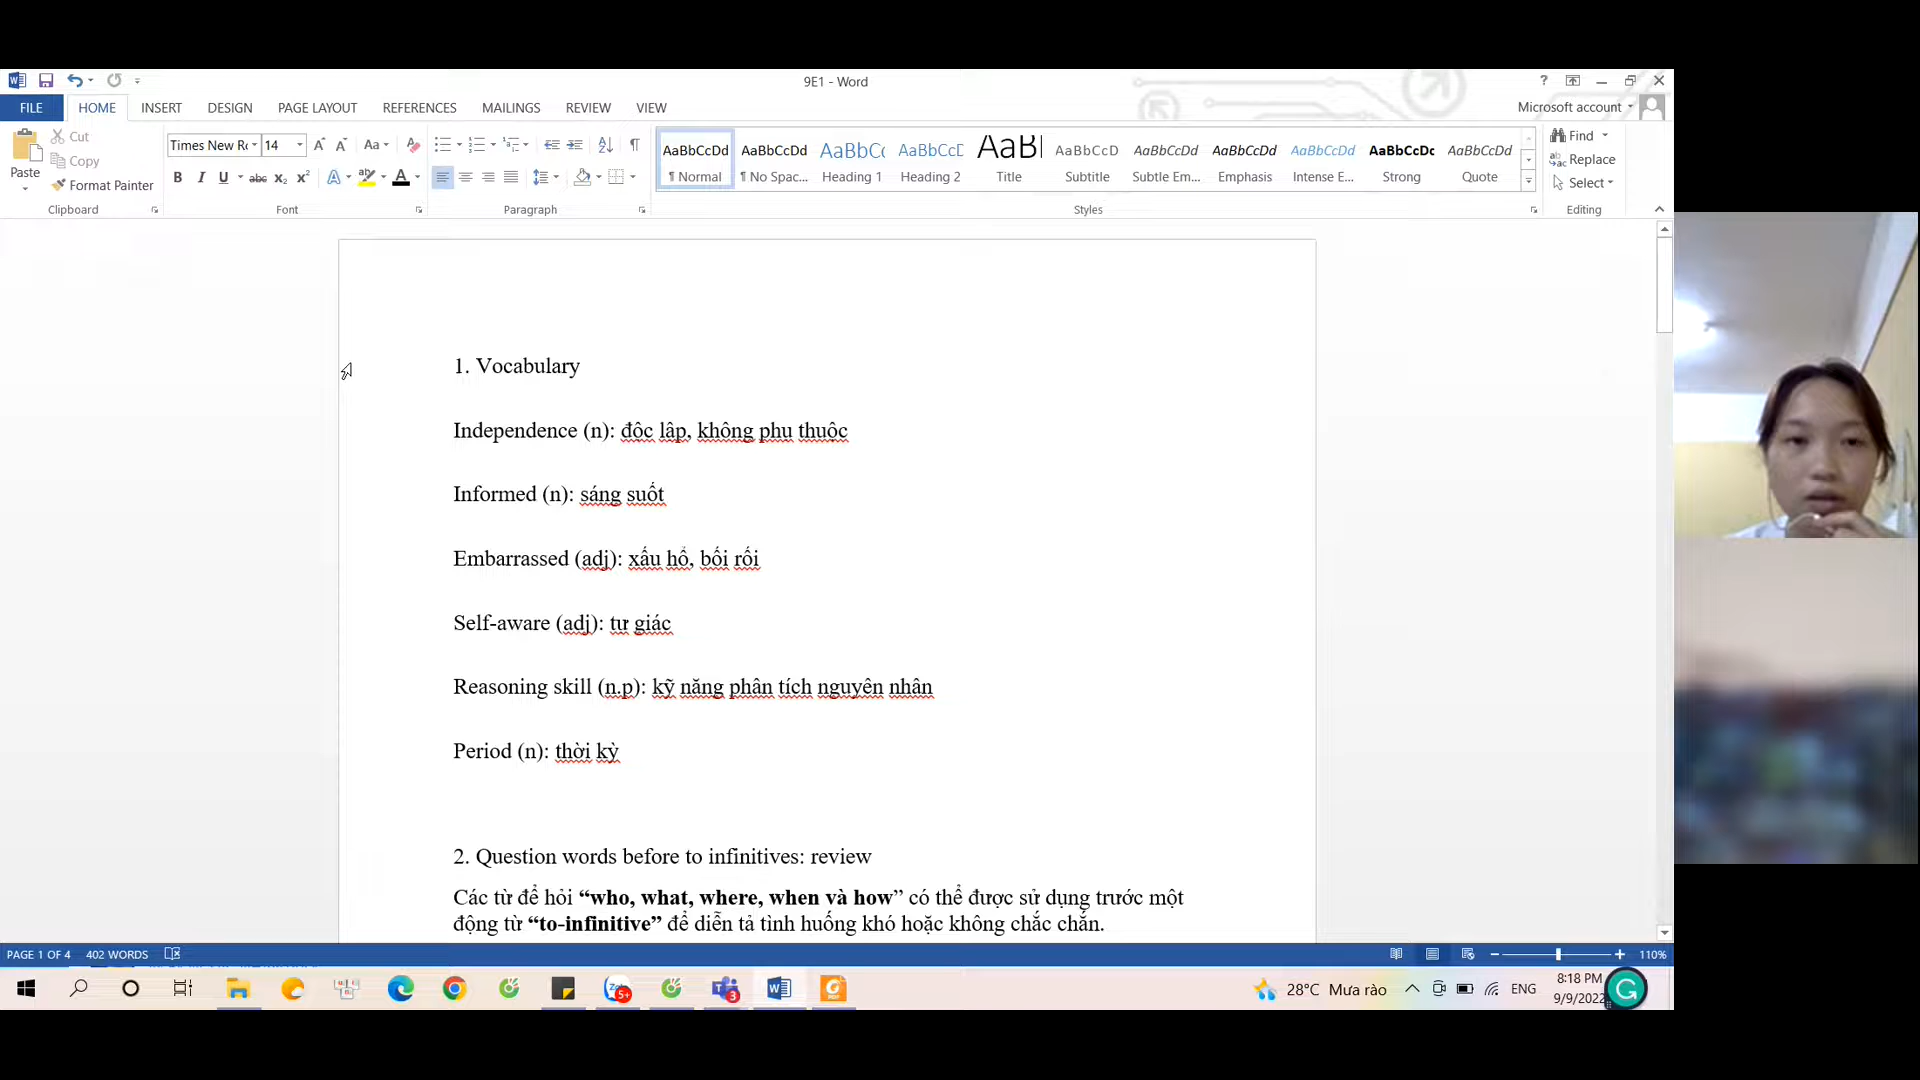 9E1 - Word
?
FILE HOME INSERT DESIGN PAGE LAYOUT REFERENCES MAILINGS REVIEW VIEW
Microsoft account
Paste
Cut
Copy
Format Painter
Clipboard
Times New Ro 14
Aa
B I U abc x₂ x² A A
Font
Paragraph
AaBbCcDd AaBbCcDd AaBbCc AaBbCcD AaBl AaBbCcD AaBbCcDd AaBbCcDd AaBbCcDd AaBbCcDc AaBbCcDd
¶ Normal ¶ No Spac... Heading 1 Heading 2 Title Subtitle Subtle Em... Emphasis Intense E... Strong Quote
Styles
Find
Replace
Select
Editing
1. Vocabulary
Independence (n): độc lập, không phụ thuộc
Informed (n): sáng suốt
Embarrassed (adj): xấu hổ, bối rối
Self-aware (adj): tự giác
Reasoning skill (n.p): kỹ năng phân tích nguyên nhân
Period (n): thời kỳ
2. Question words before to infinitives: review
Các từ để hỏi “who, what, where, when và how” có thể được sử dụng trước một
động từ “to-infinitive” để diễn tả tình huống khó hoặc không chắc chắn.
PAGE 1 OF 4 402 WORDS
110%
28°C Mưa rào
ENG
8:18 PM
9/9/2022